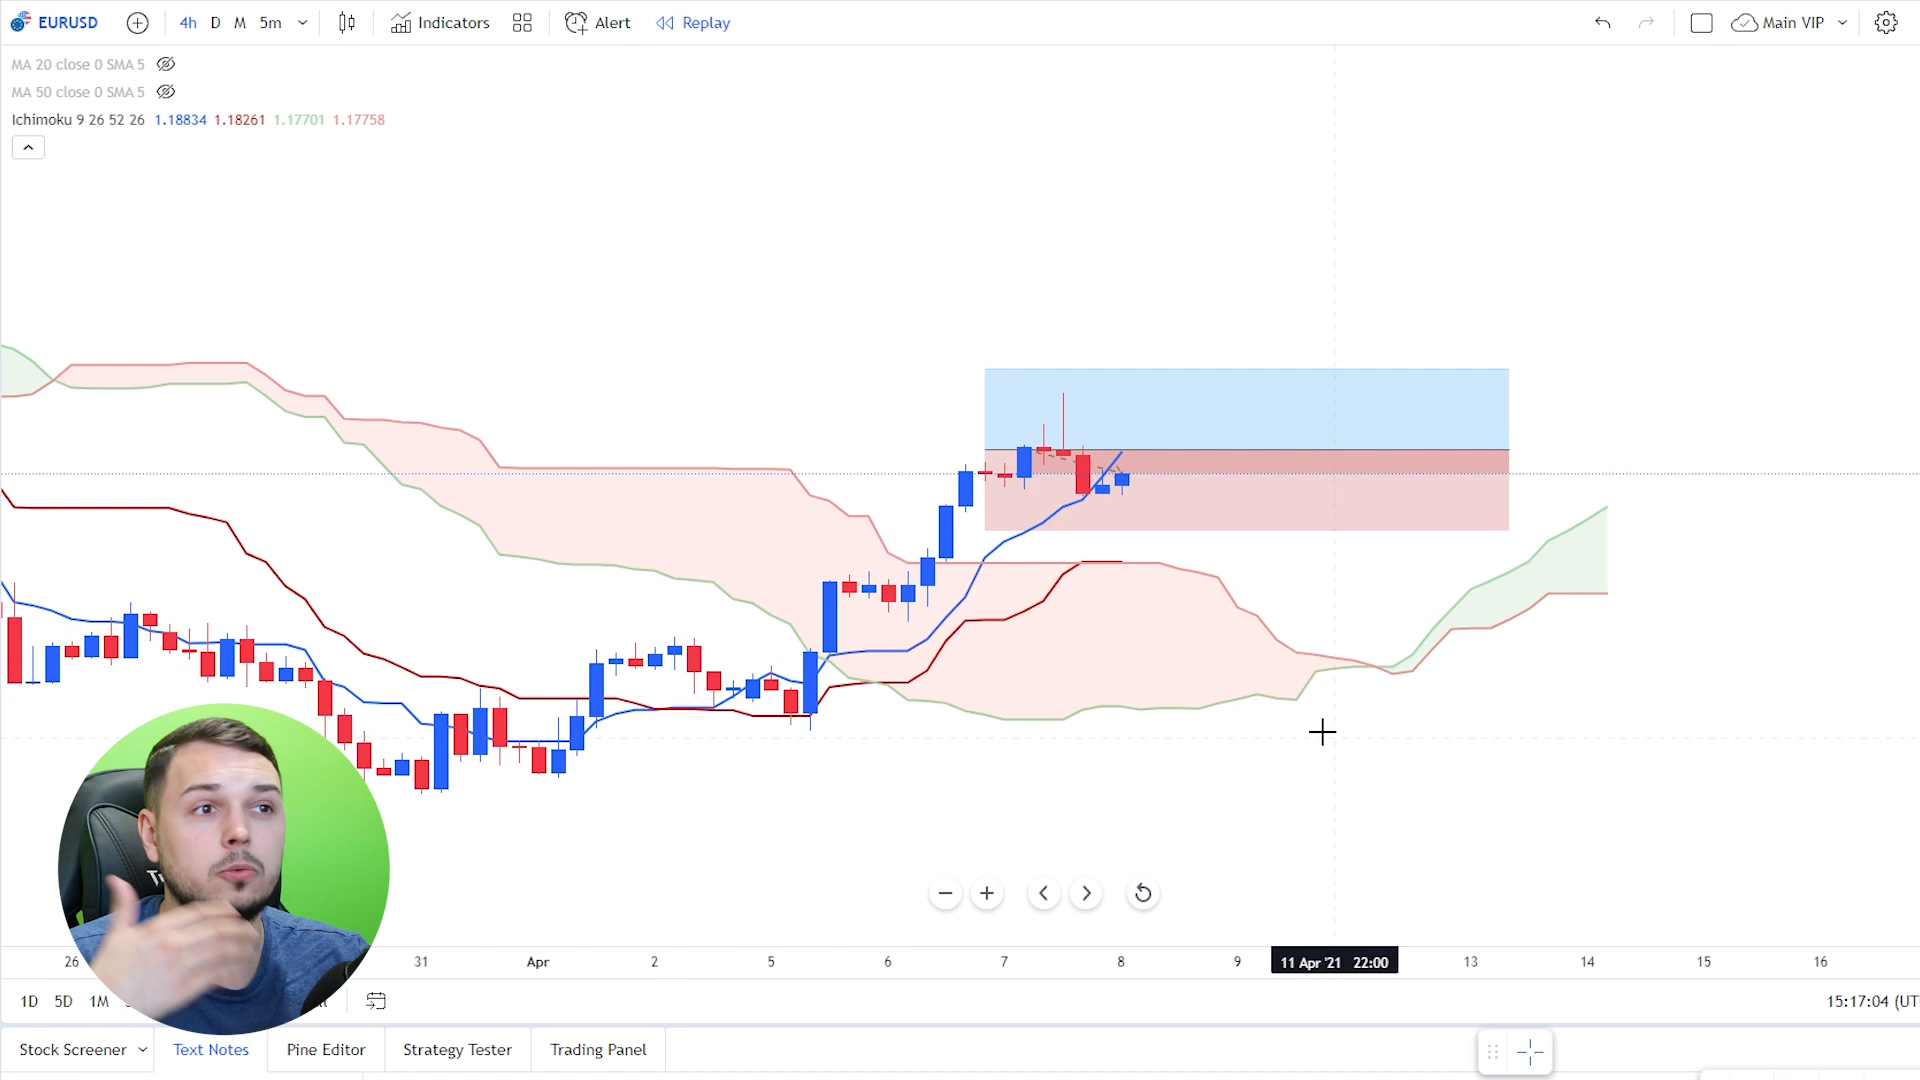 EURUSD 4h D M 5m Indicators Alert Replay Main VIP
MA 20 close 0 SMA 5
MA 50 close 0 SMA 5
Ichimoku 9 26 52 26 1.18834 1.18261 1.17701 1.17758
26 31 Apr 2 5 6 7 8 9 11 Apr '21 22:00 13 14 15 16
1D 5D 1M 15:17:04 (UT
Stock Screener Text Notes Pine Editor Strategy Tester Trading Panel